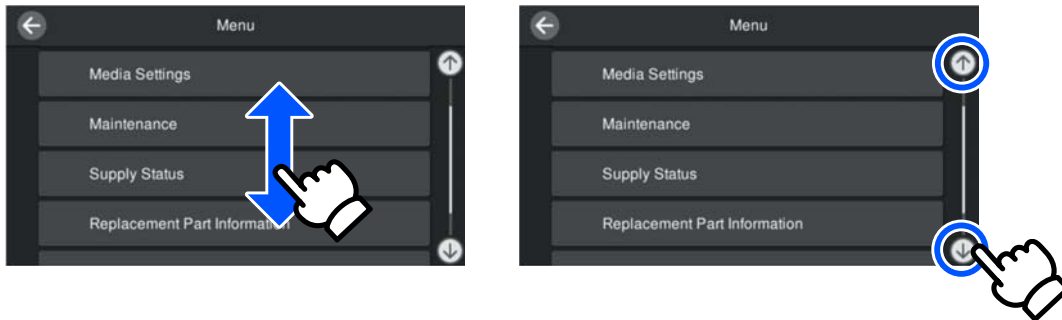 Menu
Media Settings
Maintenance
Supply Status
Replacement Part Information
Menu
Media Settings
Maintenance
Supply Status
Replacement Part Information